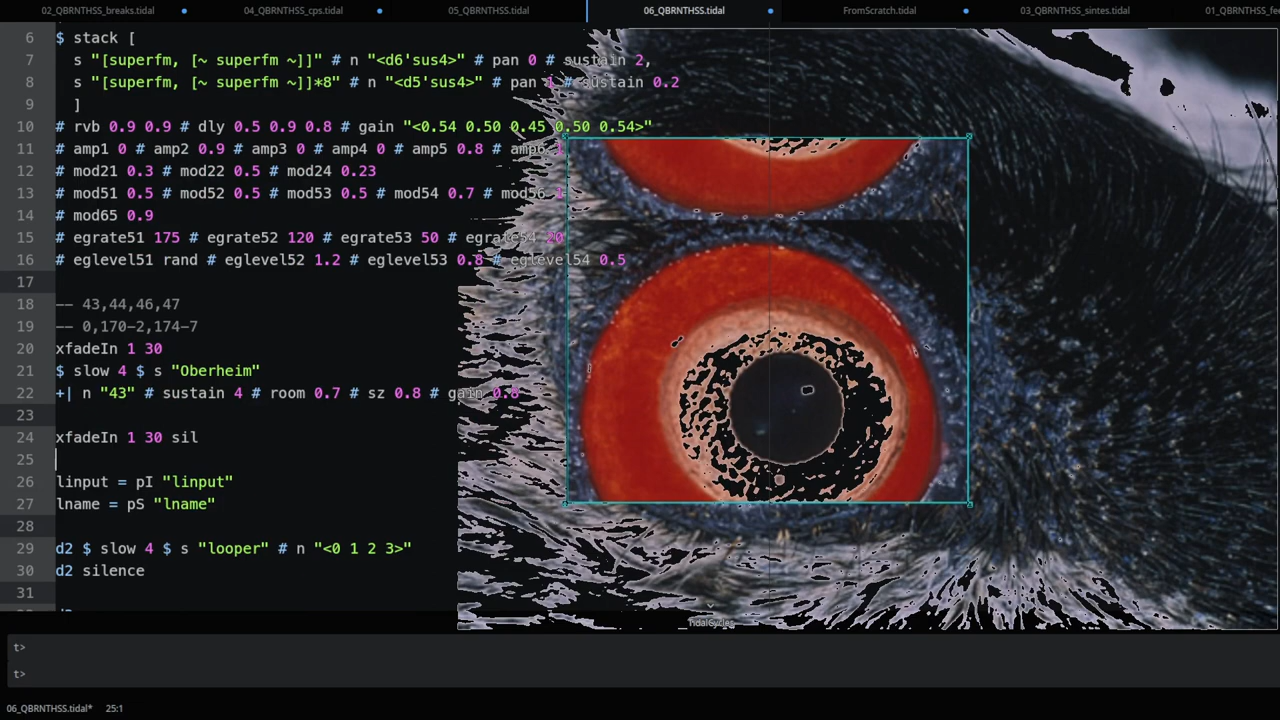 02_QBRNTHSS_breaks.tidal 04_QBRNTHSS_cps.tidal 05_QBRNTHSS.tidal 06_QBRNTHSS.tidal FromScratch.tidal 03_QBRNTHSS_sintes.tidal 01_QBRNTHSS_fe
6 $ stack [
7 s "[superfm, [~ superfm ~]]" # n "<d6'sus4>" # pan 0 # sustain 2,
8 s "[superfm, [~ superfm ~]]*8" # n "<d5'sus4>" # pan 1 # sustain 0.2
9 ]
10 # rvb 0.9 0.9 # dly 0.5 0.9 0.8 # gain "<0.54 0.50 0.45 0.50 0.54>"
11 # amp1 0 # amp2 0.9 # amp3 0 # amp4 0 # amp5 0.8 # amp6 1
12 # mod21 0.3 # mod22 0.5 # mod24 0.23
13 # mod51 0.5 # mod52 0.5 # mod53 0.5 # mod54 0.7 # mod56 1
14 # mod65 0.9
15 # egrate51 175 # egrate52 120 # egrate53 50 # egrate54 20
16 # eglevel51 rand # eglevel52 1.2 # eglevel53 0.8 # eglevel54 0.5
17
18 -- 43,44,46,47
19 -- 0,170-2,174-7
20 xfadeIn 1 30
21 $ slow 4 $ s "Oberheim"
22 +| n "43" # sustain 4 # room 0.7 # sz 0.8 # gain 0.8
23
24 xfadeIn 1 30 sil
25
26 linput = pI "linput"
27 lname = pS "lname"
28
29 d2 $ slow 4 $ s "looper" # n "<0 1 2 3>"
30 d2 silence
31
TidalCycles
t>
t>
06_QBRNTHSS.tidal* 25:1